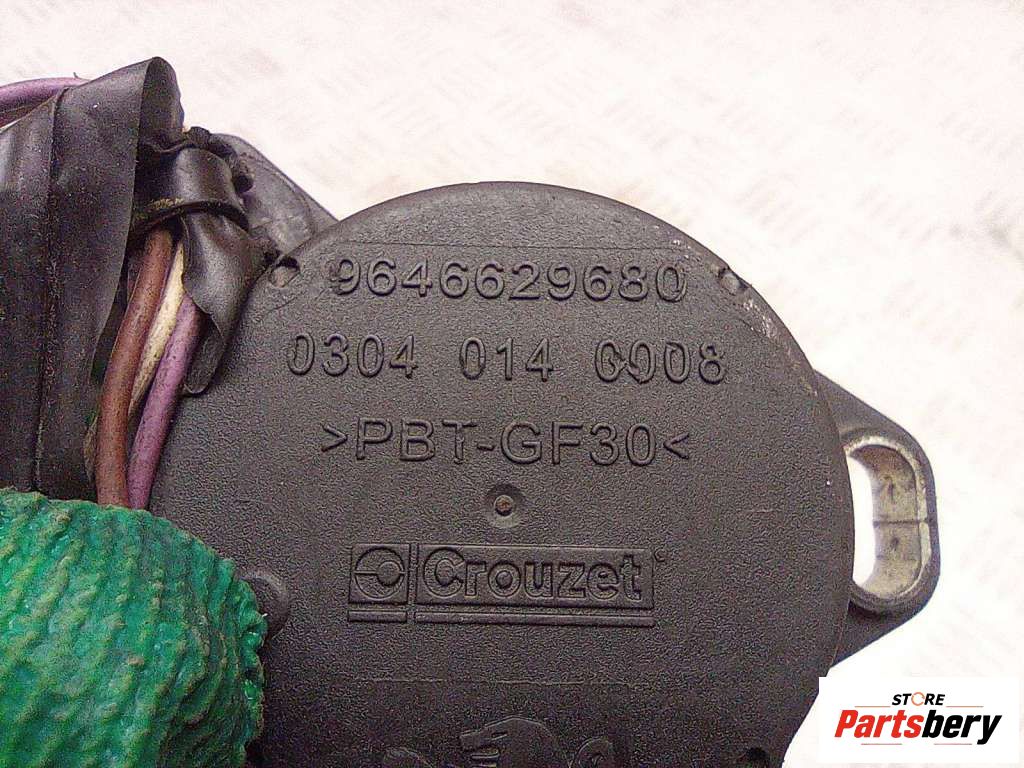 9646629680
0304 014 0008
>PBT-GF30<
Crouzet
STORE
Partsbery